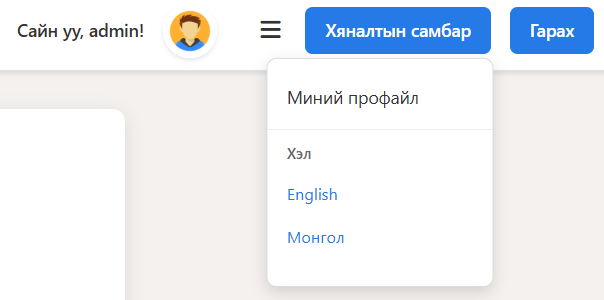 Сайн уу, admin!
Хяналтын самбар
Гарах
Миний профайл
Хэл
English
Монгол